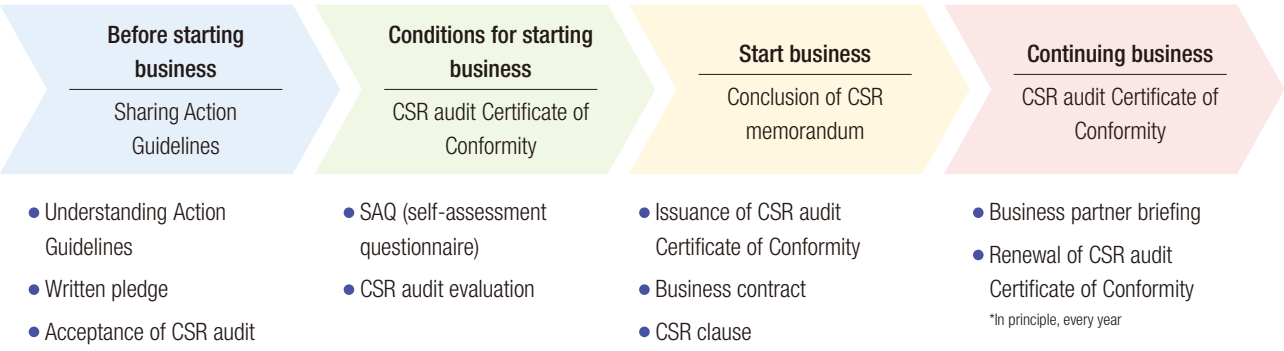 Before starting
business
Sharing Action
Guidelines
Understanding Action
Guidelines
Written pledge
Acceptance of CSR audit
Conditions for starting
business
CSR audit Certificate of
Conformity
SAQ (self-assessment
questionnaire)
CSR audit evaluation
Start business
Conclusion of CSR
memorandum
Issuance of CSR audit
Certificate of Conformity
Business contract
CSR clause
Continuing business
CSR audit Certificate of
Conformity
Business partner briefing
Renewal of CSR audit
Certificate of Conformity
*In principle, every year